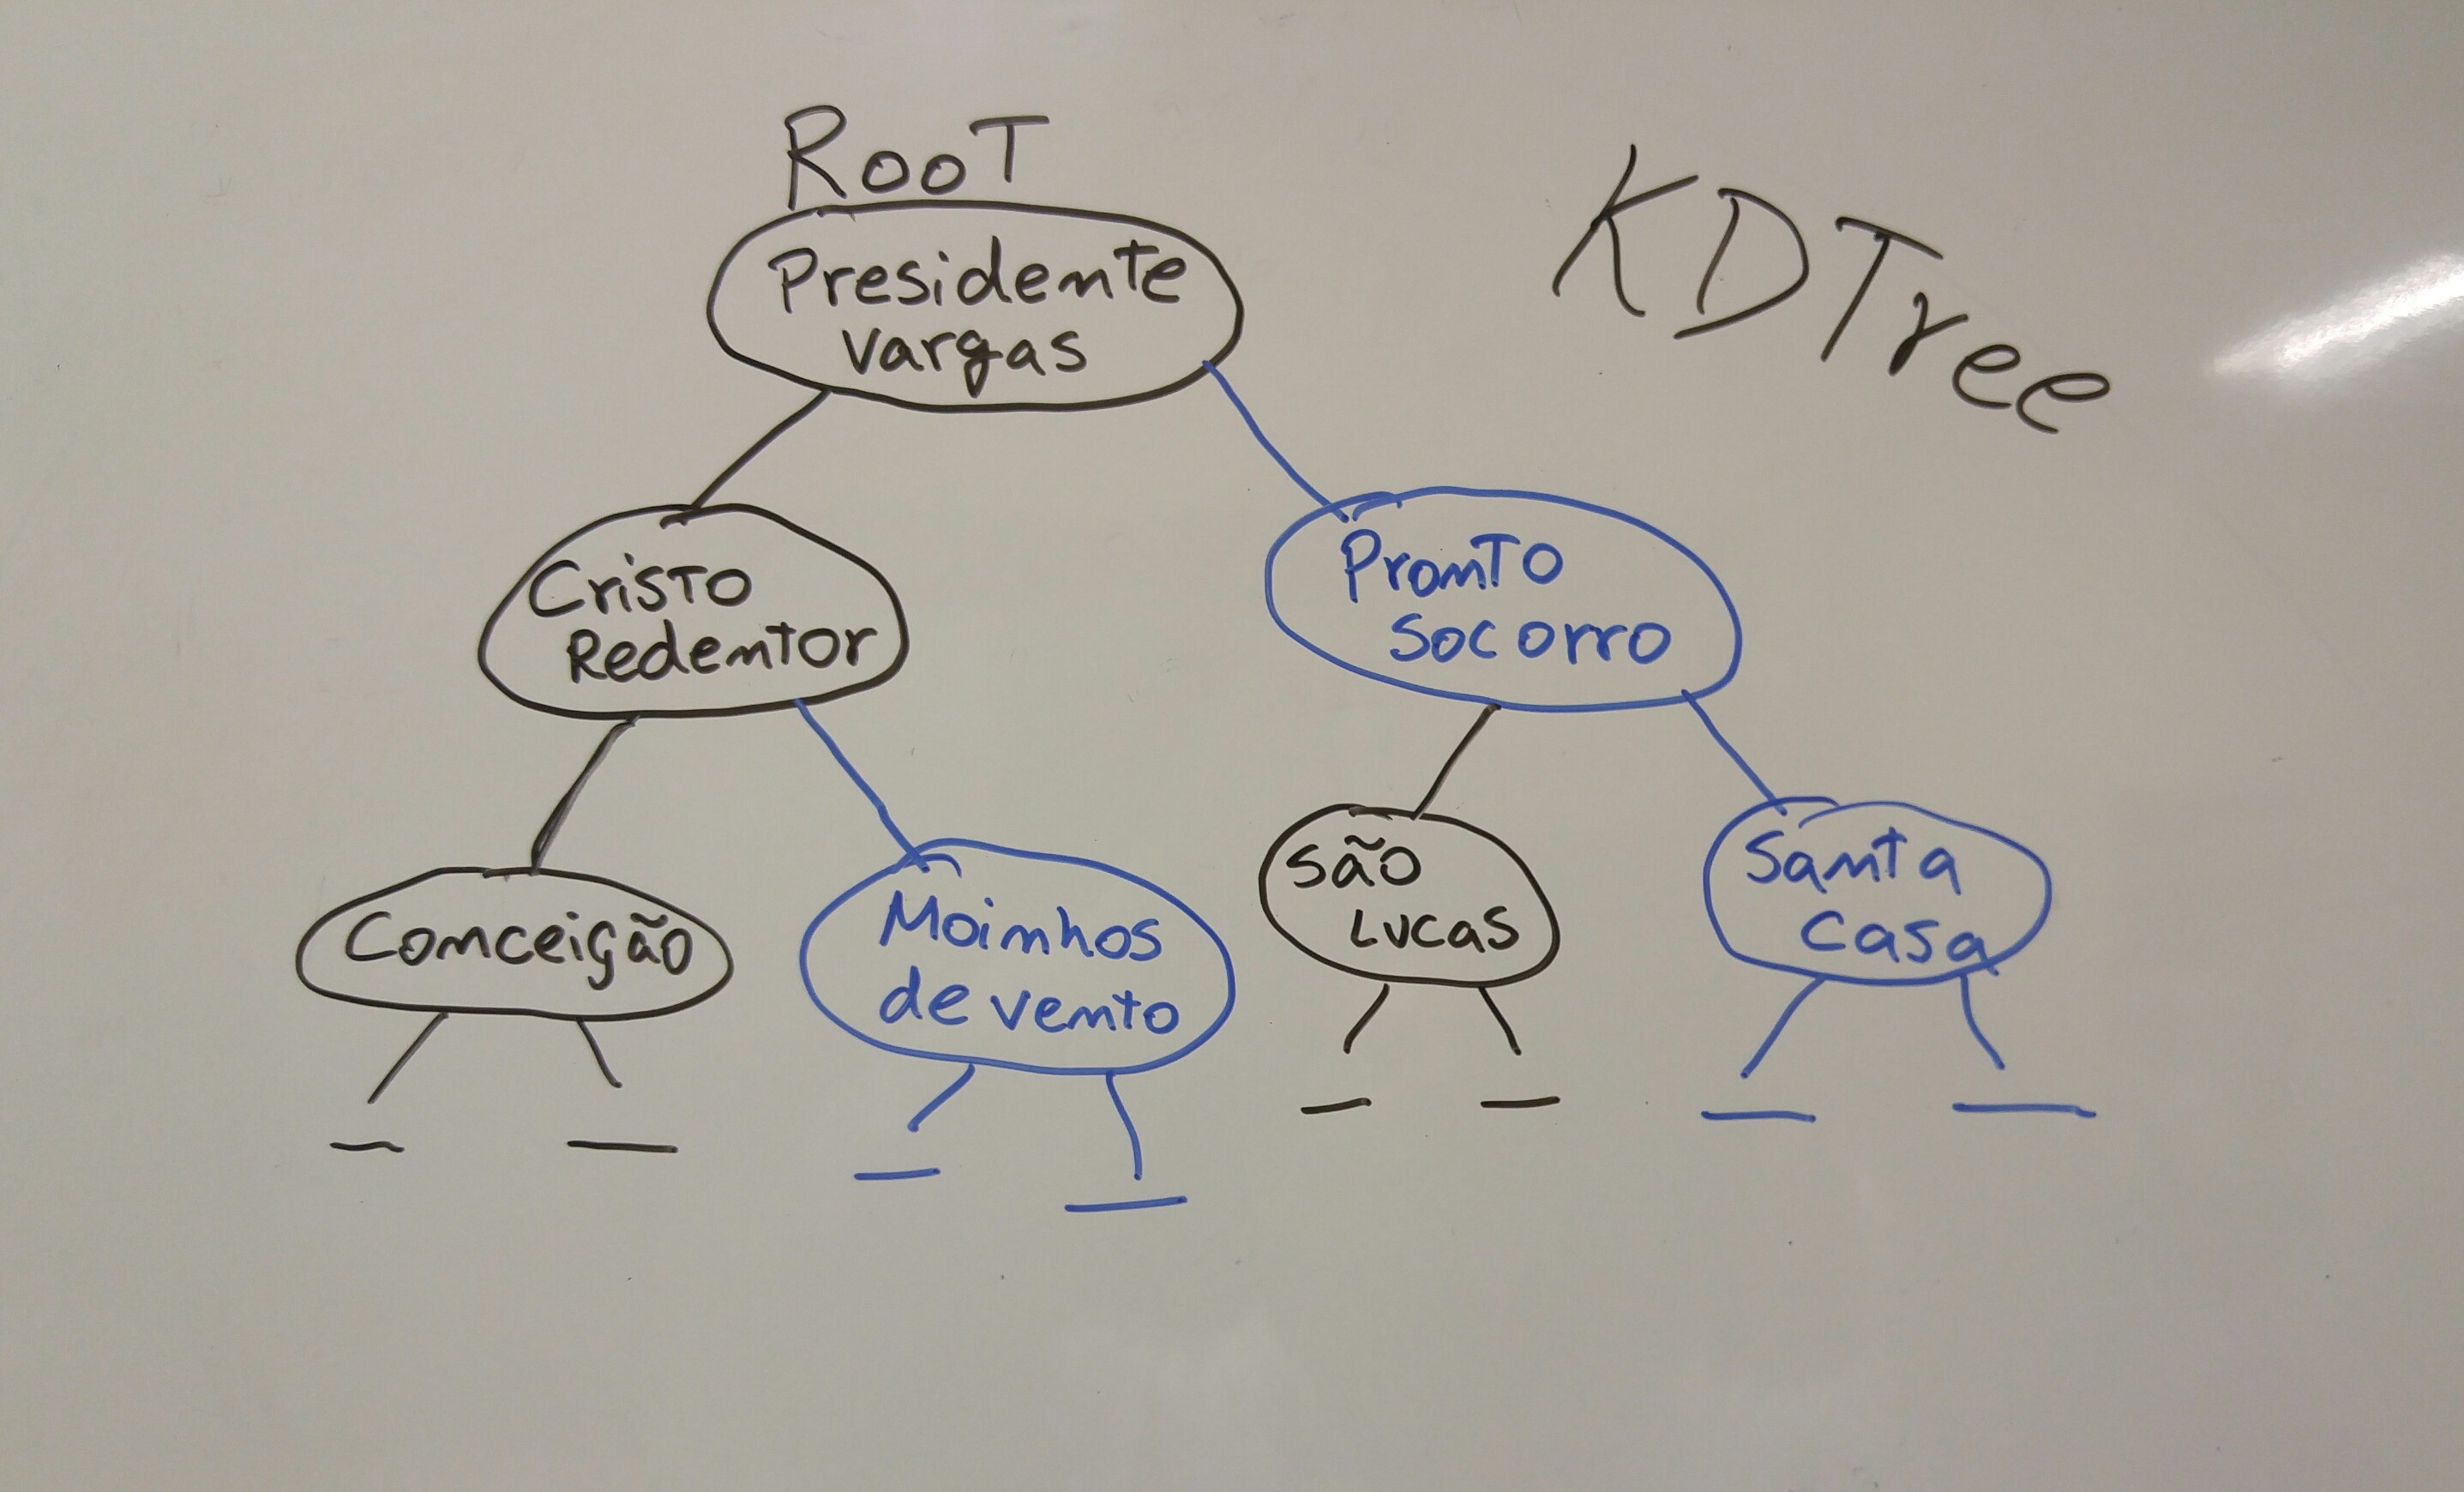 RooT
KDTree
Presidente
Vargas
Cristo
Redentor
Pronto
Socorro
Conceição
Moinhos
de vento
São
Lucas
Santa
Casa